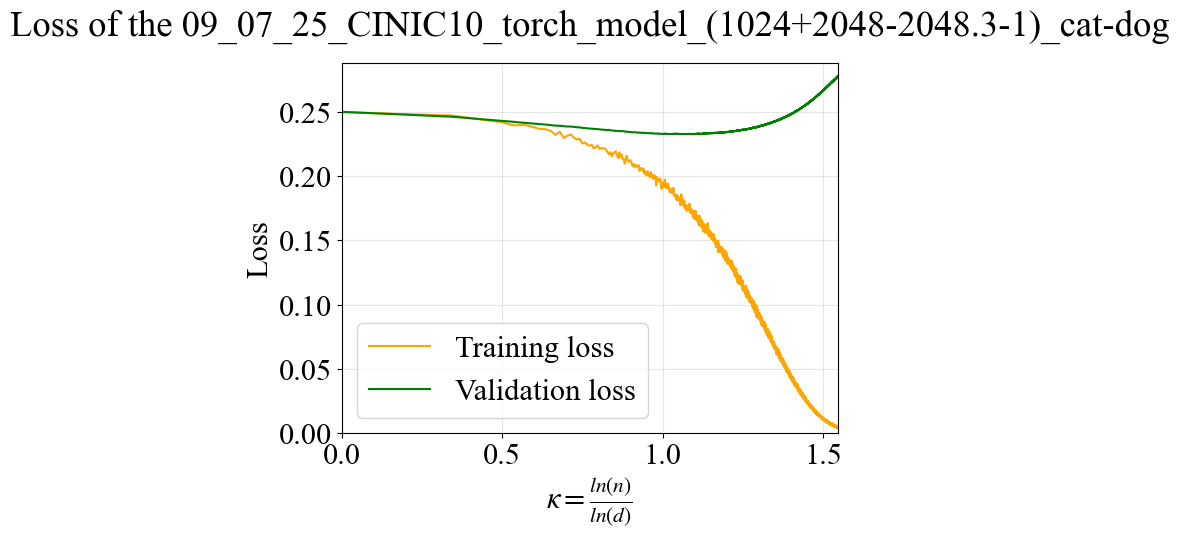 Loss of the 09_07_25_CINIC10_torch_model_(1024+2048-2048.3-1)_cat-dog
0.25
0.20
0.15
0.10
0.05
0.00
Loss
Training loss
Validation loss
0.0 0.5 1.0 1.5
κ = ln(n)/ln(d)